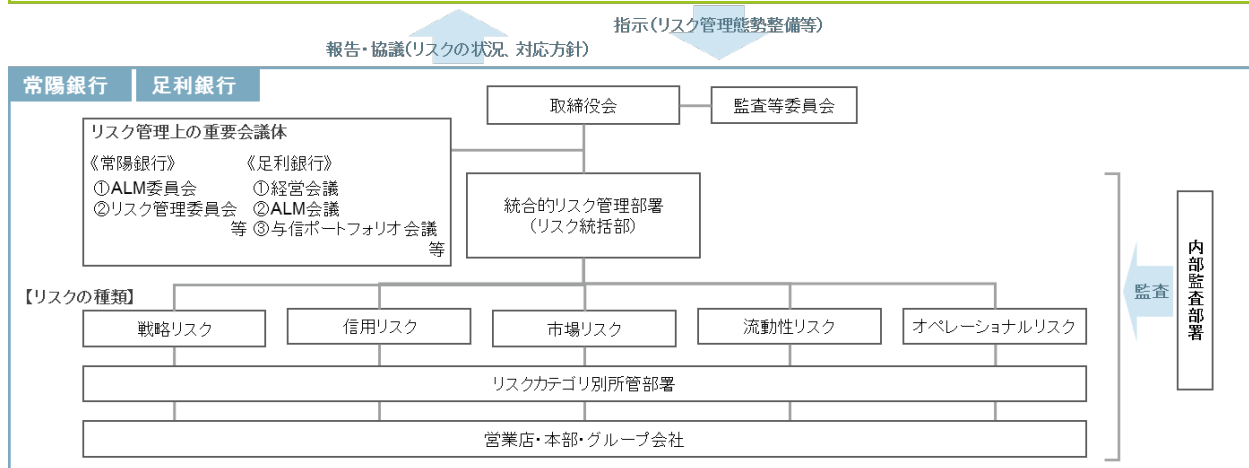 指示(リスク管理態勢整備等)
報告・協議(リスクの状況、対応方針)
常陽銀行
足利銀行
取締役会
監査等委員会
リスク管理上の重要会議体
《常陽銀行》
①ALM委員会
②リスク管理委員会
等
《足利銀行》
①経営会議
②ALM会議
③与信ポートフォリオ会議
等
統合的リスク管理部署
(リスク統括部)
内部監査部署
監査
【リスクの種類】
戦略リスク
信用リスク
市場リスク
流動性リスク
オペレーショナルリスク
リスクカテゴリ別所管部署
営業店・本部・グループ会社